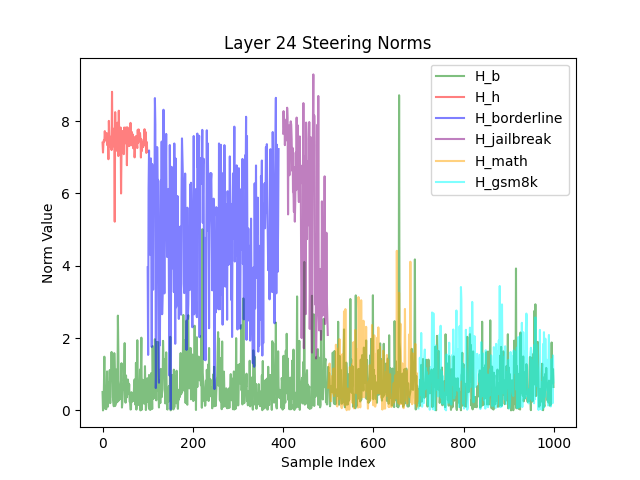 Layer 24 Steering Norms
H_b
H_h
H_borderline
H_jailbreak
H_math
H_gsm8k
Norm Value
8
6
4
2
0
0 200 400 600 800 1000
Sample Index